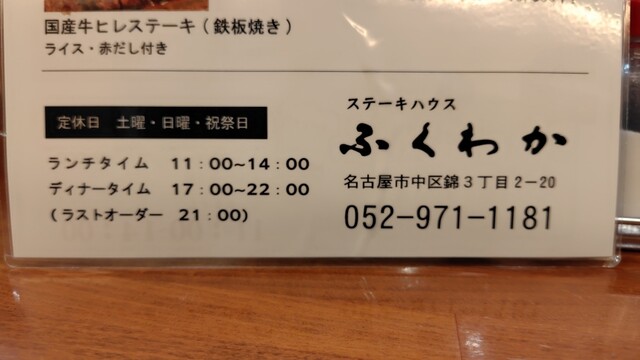 国産牛ヒレステーキ(鉄板焼き)
ライス・赤だし付き
定休日 土曜・日曜・祝祭日
ランチタイム 11:00~14:00
ディナータイム 17:00~22:00
(ラストオーダー 21:00)
ステーキハウス
ふくわか
名古屋市中区錦3丁目2-20
052-971-1181